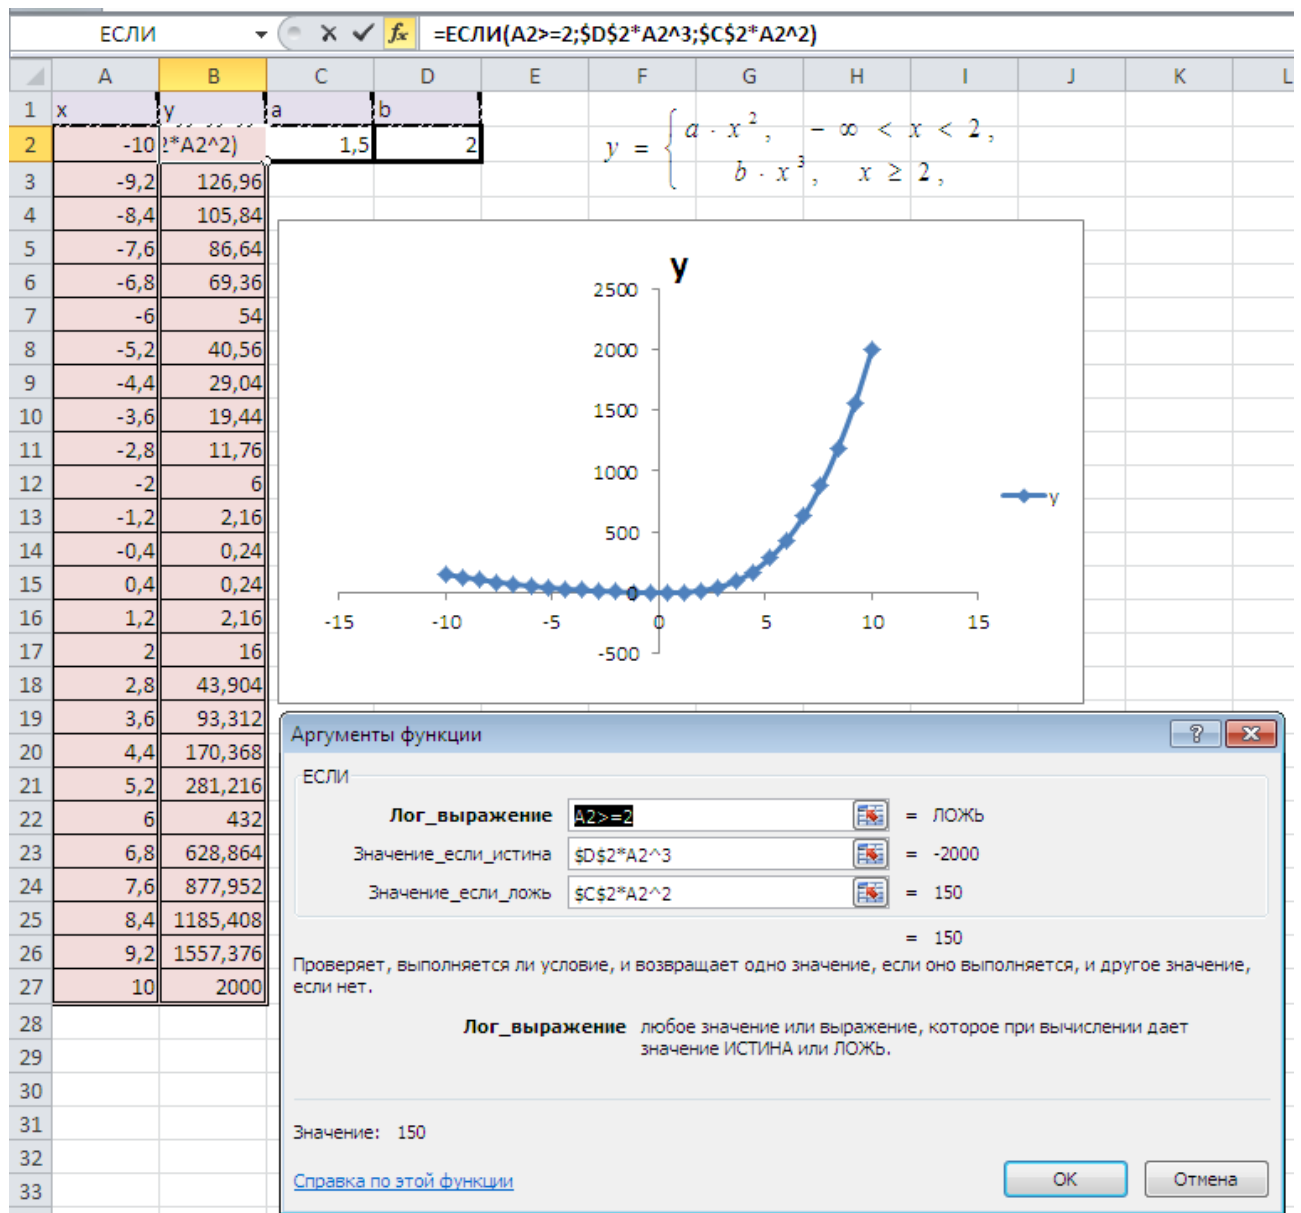 ЕСЛИ =ЕСЛИ(A2>=2;$D$2*A2^3;$C$2*A2^2)
A B C D E F G H I J K L
1 x y a b
2 -10 2*A2^2) 1,5 2
y = { a · x², − ∞ < x < 2,
b · x³, x ≥ 2,
3 -9,2 126,96
4 -8,4 105,84
5 -7,6 86,64
6 -6,8 69,36
7 -6 54
8 -5,2 40,56
9 -4,4 29,04
10 -3,6 19,44
11 -2,8 11,76
12 -2 6
13 -1,2 2,16
14 -0,4 0,24
15 0,4 0,24
16 1,2 2,16
17 2 16
18 2,8 43,904
19 3,6 93,312
20 4,4 170,368
21 5,2 281,216
22 6 432
23 6,8 628,864
24 7,6 877,952
25 8,4 1185,408
26 9,2 1557,376
27 10 2000
28
29
30
31
32
33
y
2500
2000
1500
1000
500
0
-500
-15 -10 -5 0 5 10 15
y
Аргументы функции
ЕСЛИ
Лог_выражение A2>=2 = ЛОЖЬ
Значение_если_истина $D$2*A2^3 = -2000
Значение_если_ложь $C$2*A2^2 = 150
= 150
Проверяет, выполняется ли условие, и возвращает одно значение, если оно выполняется, и другое значение,
если нет.
Лог_выражение любое значение или выражение, которое при вычислении дает
значение ИСТИНА или ЛОЖЬ.
Значение: 150
Справка по этой функции
ОК Отмена